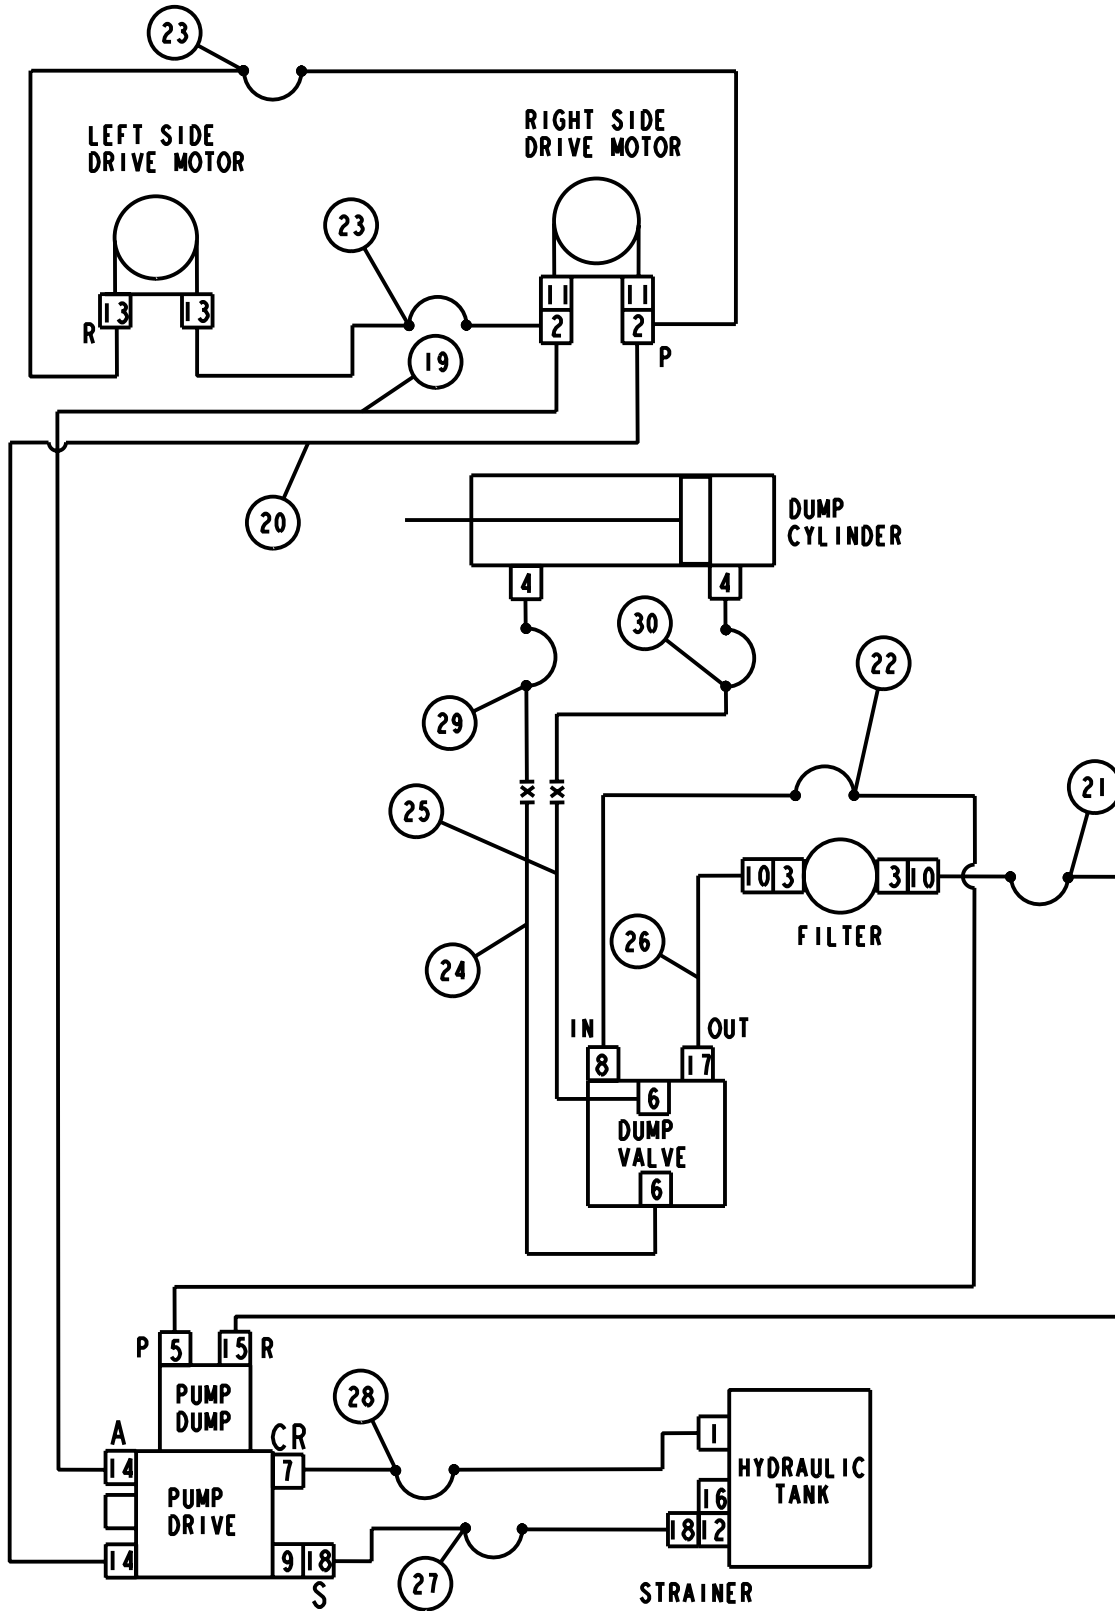 23
RIGHT SIDE
DRIVE MOTOR
LEFT SIDE
DRIVE MOTOR
23
11
11
13
13
2
2
R
P
19
20
DUMP
CYLINDER
4
4
30
22
29
21
25
10
3
3
10
FILTER
26
24
IN
OUT
8
17
6
DUMP
VALVE
6
P
5
15
R
PUMP
DUMP
28
A
CR
1
14
7
HYDRAULIC
TANK
PUMP
DRIVE
16
18
12
14
9
18
S
27
STRAINER